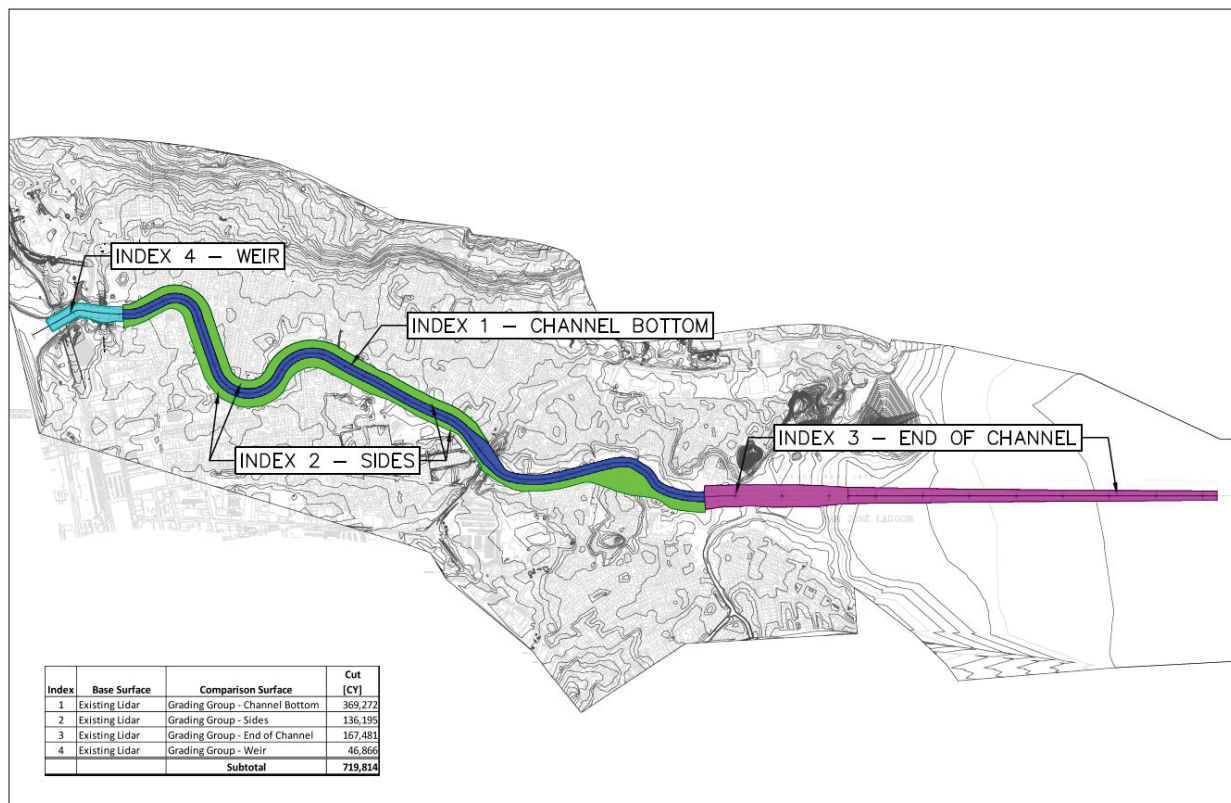 INDEX 4 – WEIR
INDEX 1 – CHANNEL BOTTOM
INDEX 2 – SIDES
INDEX 3 – END OF CHANNEL
JOSÉ LAGOON
Index Base Surface Comparison Surface Cut [CY]
1 Existing Lidar Grading Group - Channel Bottom 369,272
2 Existing Lidar Grading Group - Sides 136,195
3 Existing Lidar Grading Group - End of Channel 167,481
4 Existing Lidar Grading Group - Weir 46,866
Subtotal 719,814